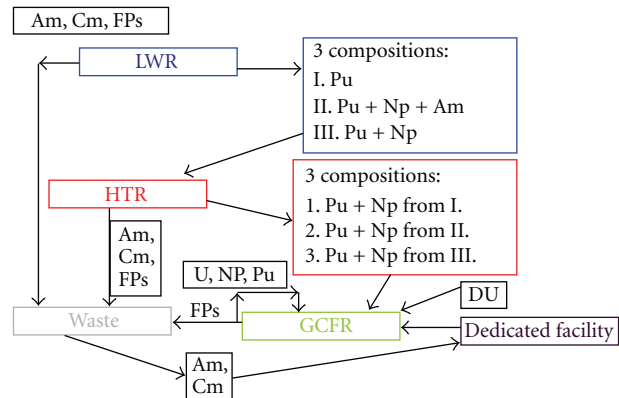 Am, Cm, FPs
LWR
3 compositions:
I. Pu
II. Pu + Np + Am
III. Pu + Np
HTR
3 compositions:
1. Pu + Np from I.
2. Pu + Np from II.
3. Pu + Np from III.
Am,
Cm,
FPs
U, NP, Pu
DU
FPs
Waste
GCFR
Dedicated facility
Am,
Cm